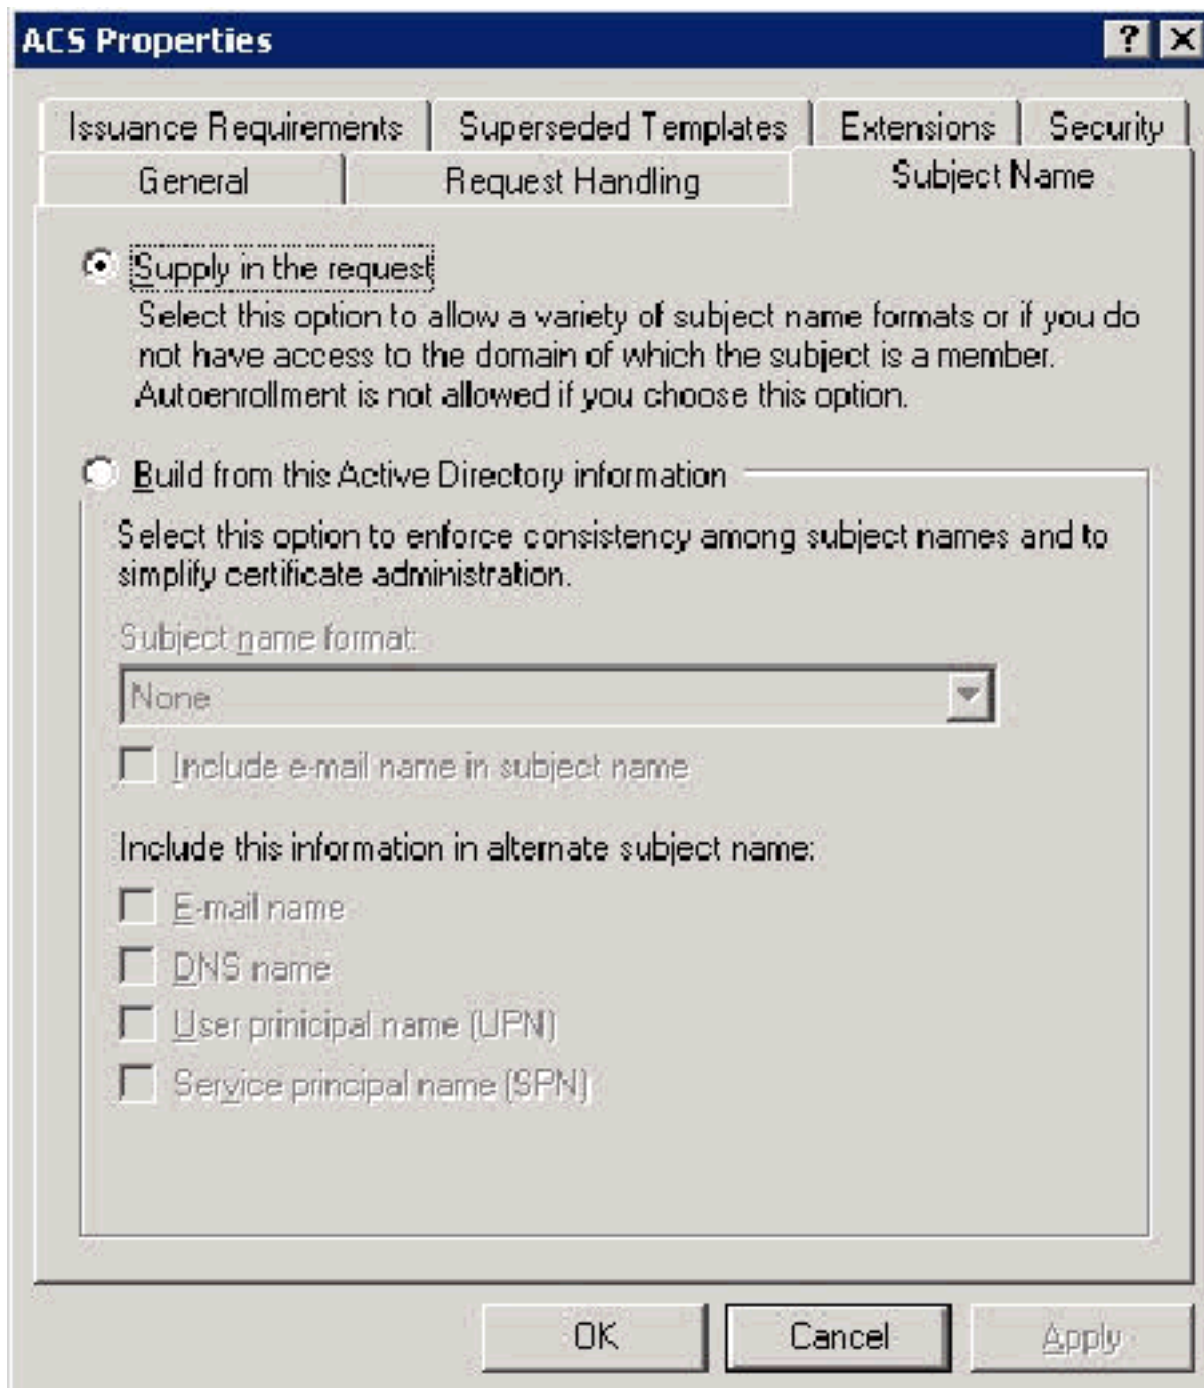 ACS Properties
Issuance Requirements
Superseded Templates
Extensions
Security
General
Request Handling
Subject Name
Supply in the request
Select this option to allow a variety of subject name formats or if you do
not have access to the domain of which the subject is a member.
Autoenrollment is not allowed if you choose this option.
Build from this Active Directory information
Select this option to enforce consistency among subject names and to
simplify certificate administration.
Subject name format:
None
Include e-mail name in subject name
Include this information in alternate subject name:
E-mail name
DNS name
User prinicipal name (UPN)
Service principal name (SPN)
OK
Cancel
Apply